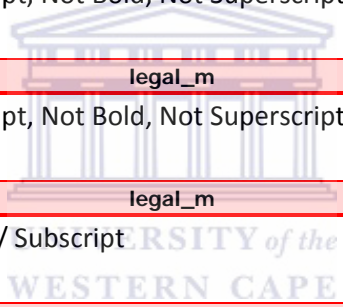 pt, Not Bold, Not Superscript
legal_m
pt, Not Bold, Not Superscript
legal_m
/ Subscript
ERSITY of the
WESTERN CAPE